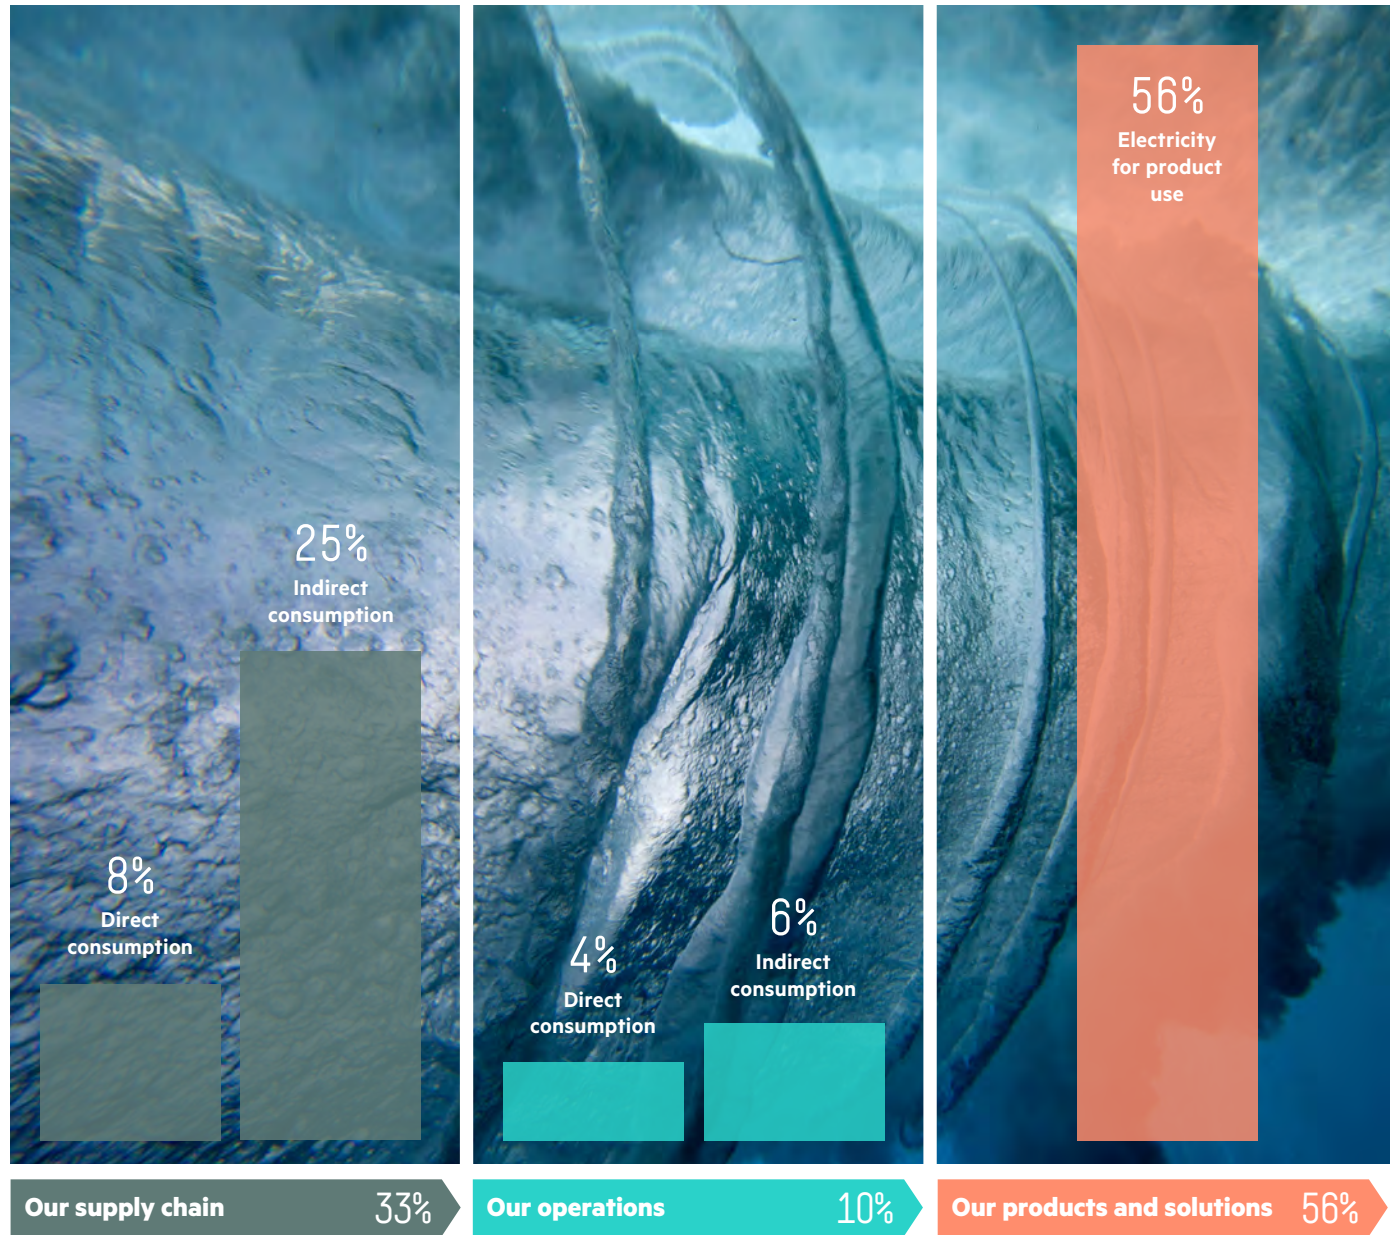 56%
Electricity
for product
use
25%
Indirect
consumption
8%
Direct
consumption
6%
Indirect
consumption
4%
Direct
consumption
Our supply chain 33%
Our operations 10%
Our products and solutions 56%